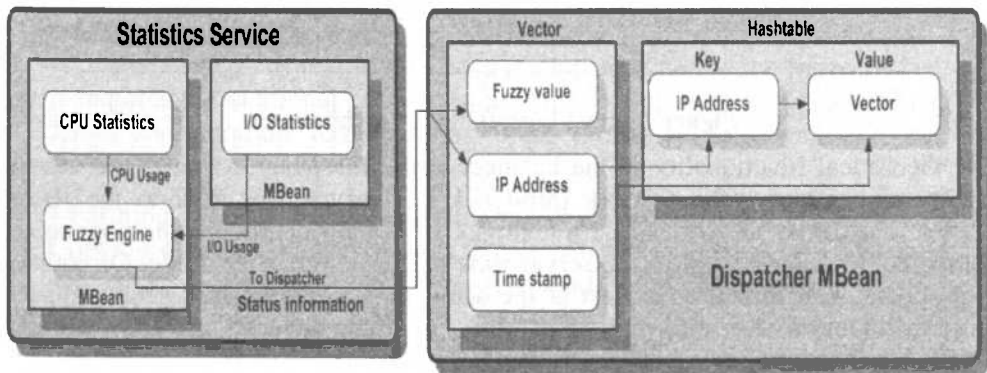 Statistics Service
CPU Statistics
CPU Usage
Fuzzy Engine
MBean
I/O Statistics
MBean
I/O Usage
To Dispatcher
Status information
Vector
Fuzzy value
IP Address
Time stamp
Hashtable
Key
Value
IP Address
Vector
Dispatcher MBean